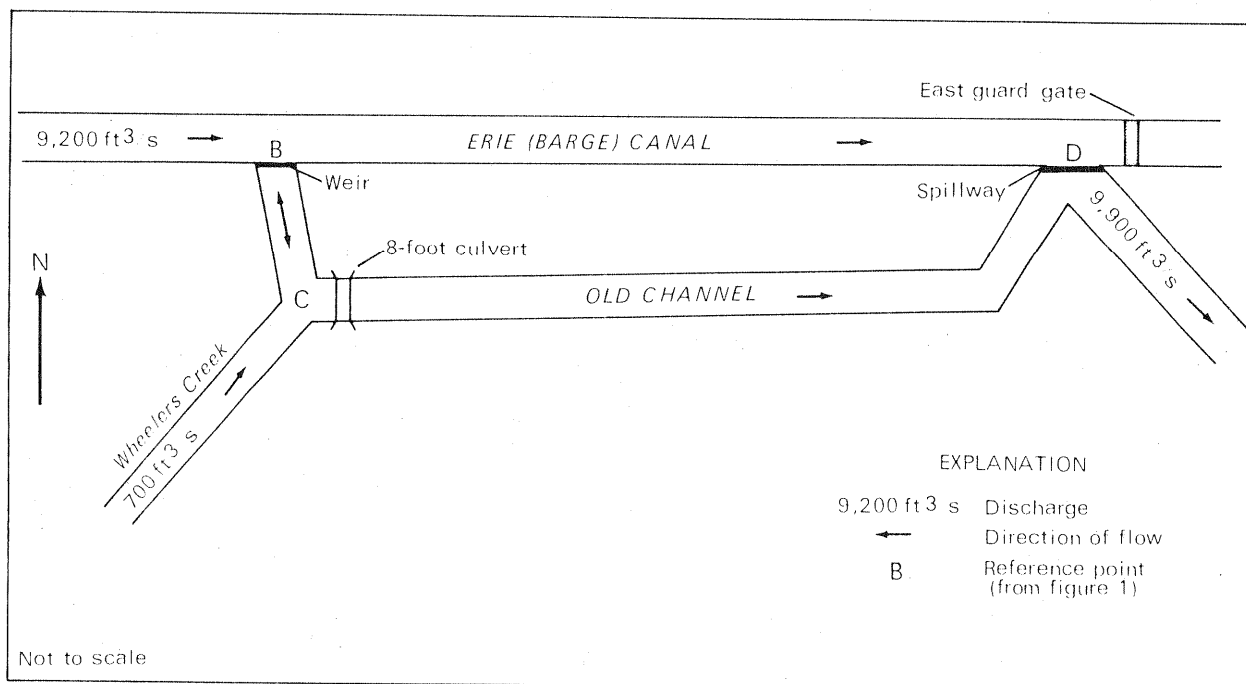 East guard gate
9,200 ft³/s
B
ERIE (BARGE) CANAL
D
Weir
Spillway
9,900 ft³/s
8-foot culvert
N
C
OLD CHANNEL
Wheelers Creek
700 ft³ s
EXPLANATION
9,200 ft³ s Discharge
Direction of flow
B Reference point
(from figure 1)
Not to scale